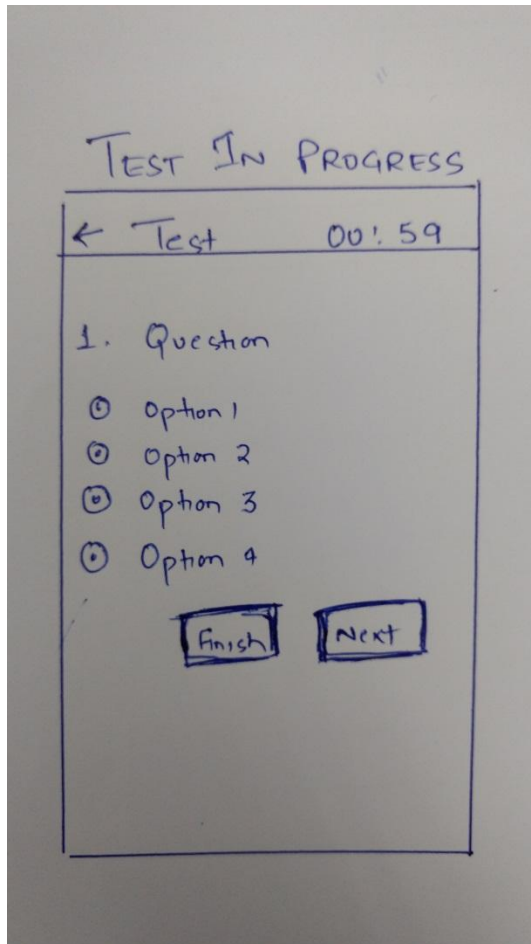 TEST IN PROGRESS
← Test 00:59
1. Question
Option 1
Option 2
Option 3
Option 4
Finish Next